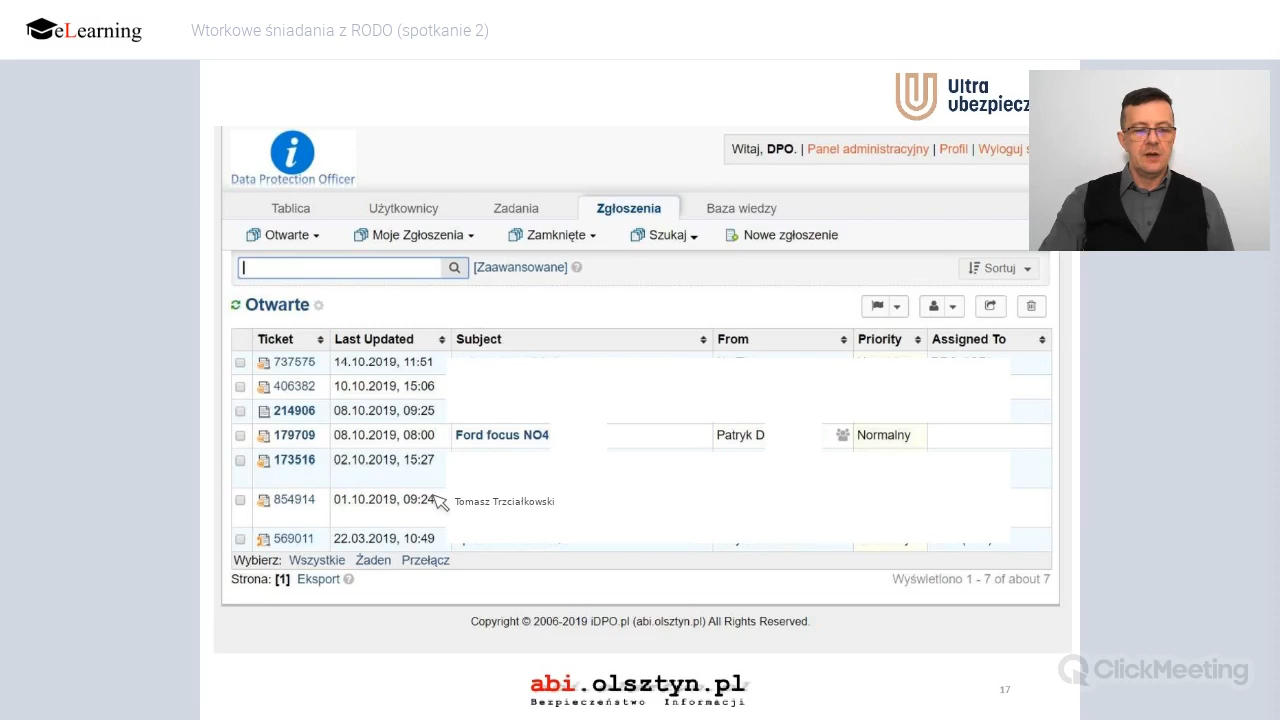 eLearning
Wtorkowe śniadania z RODO (spotkanie 2)
Ultra
ubezpiecz
Data Protection Officer
Witaj, DPO. | Panel administracyjny | Profil | Wyloguj
Tablica Użytkownicy Zadania Zgłoszenia Baza wiedzy
Otwarte Moje Zgłoszenia Zamknięte Szukaj Nowe zgłoszenie
[Zaawansowane] Sortuj
Otwarte
Ticket Last Updated Subject From Priority Assigned To
737575 14.10.2019, 11:51
406382 10.10.2019, 15:06
214906 08.10.2019, 09:25
179709 08.10.2019, 08:00 Ford focus NO4 Patryk D Normalny
173516 02.10.2019, 15:27
854914 01.10.2019, 09:24
Tomasz Trzciałkowski
569011 22.03.2019, 10:49
Wybierz: Wszystkie Żaden Przełącz
Strona: [1] Eksport Wyświetlono 1 - 7 of about 7
Copyright © 2006-2019 iDPO.pl (abi.olsztyn.pl) All Rights Reserved.
abi.olsztyn.pl
Bezpieczeństwo Informacji
17
ClickMeeting